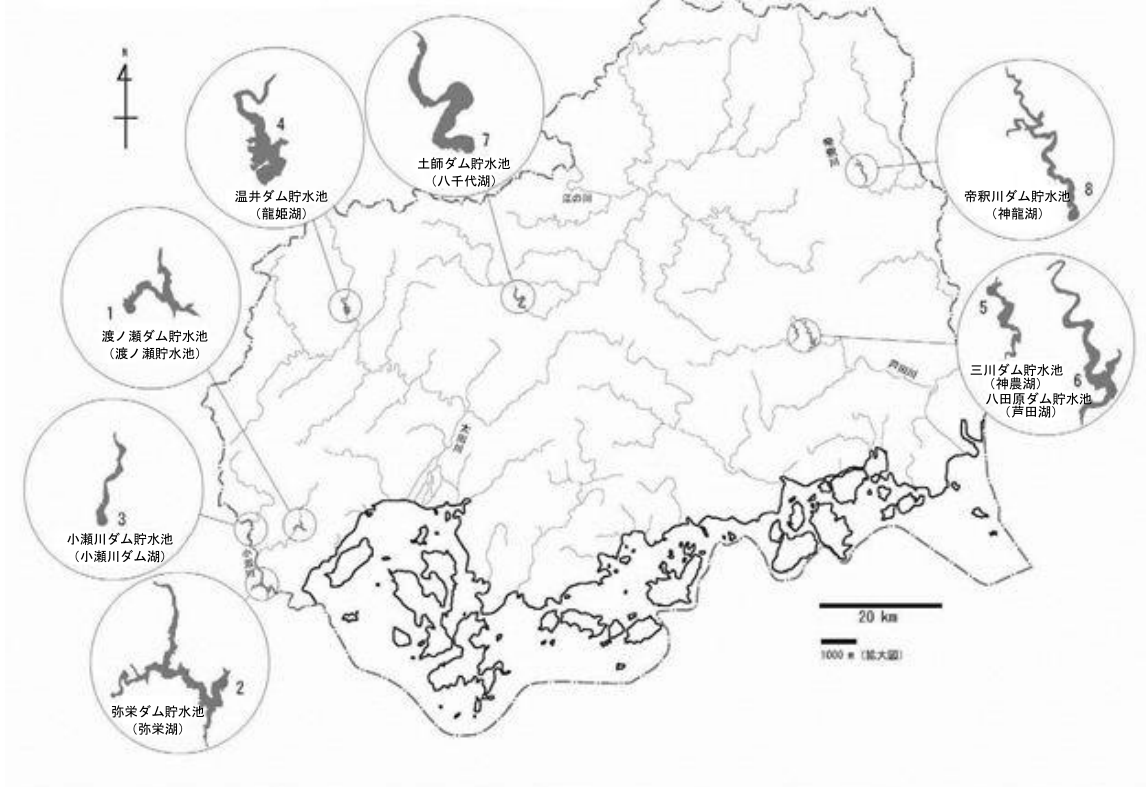 N
4
温井ダム貯水池
（龍姫湖）
7
土師ダム貯水池
（八千代湖）
8
帝釈川ダム貯水池
（神龍湖）
江の川
1
渡ノ瀬ダム貯水池
（渡ノ瀬貯水池）
5
三川ダム貯水池
（神農湖）
6
八田原ダム貯水池
（芦田湖）
芦田川
太田川
3
小瀬川ダム貯水池
（小瀬川ダム湖）
小瀬川
2
弥栄ダム貯水池
（弥栄湖）
20 km
1000 m (拡大図)